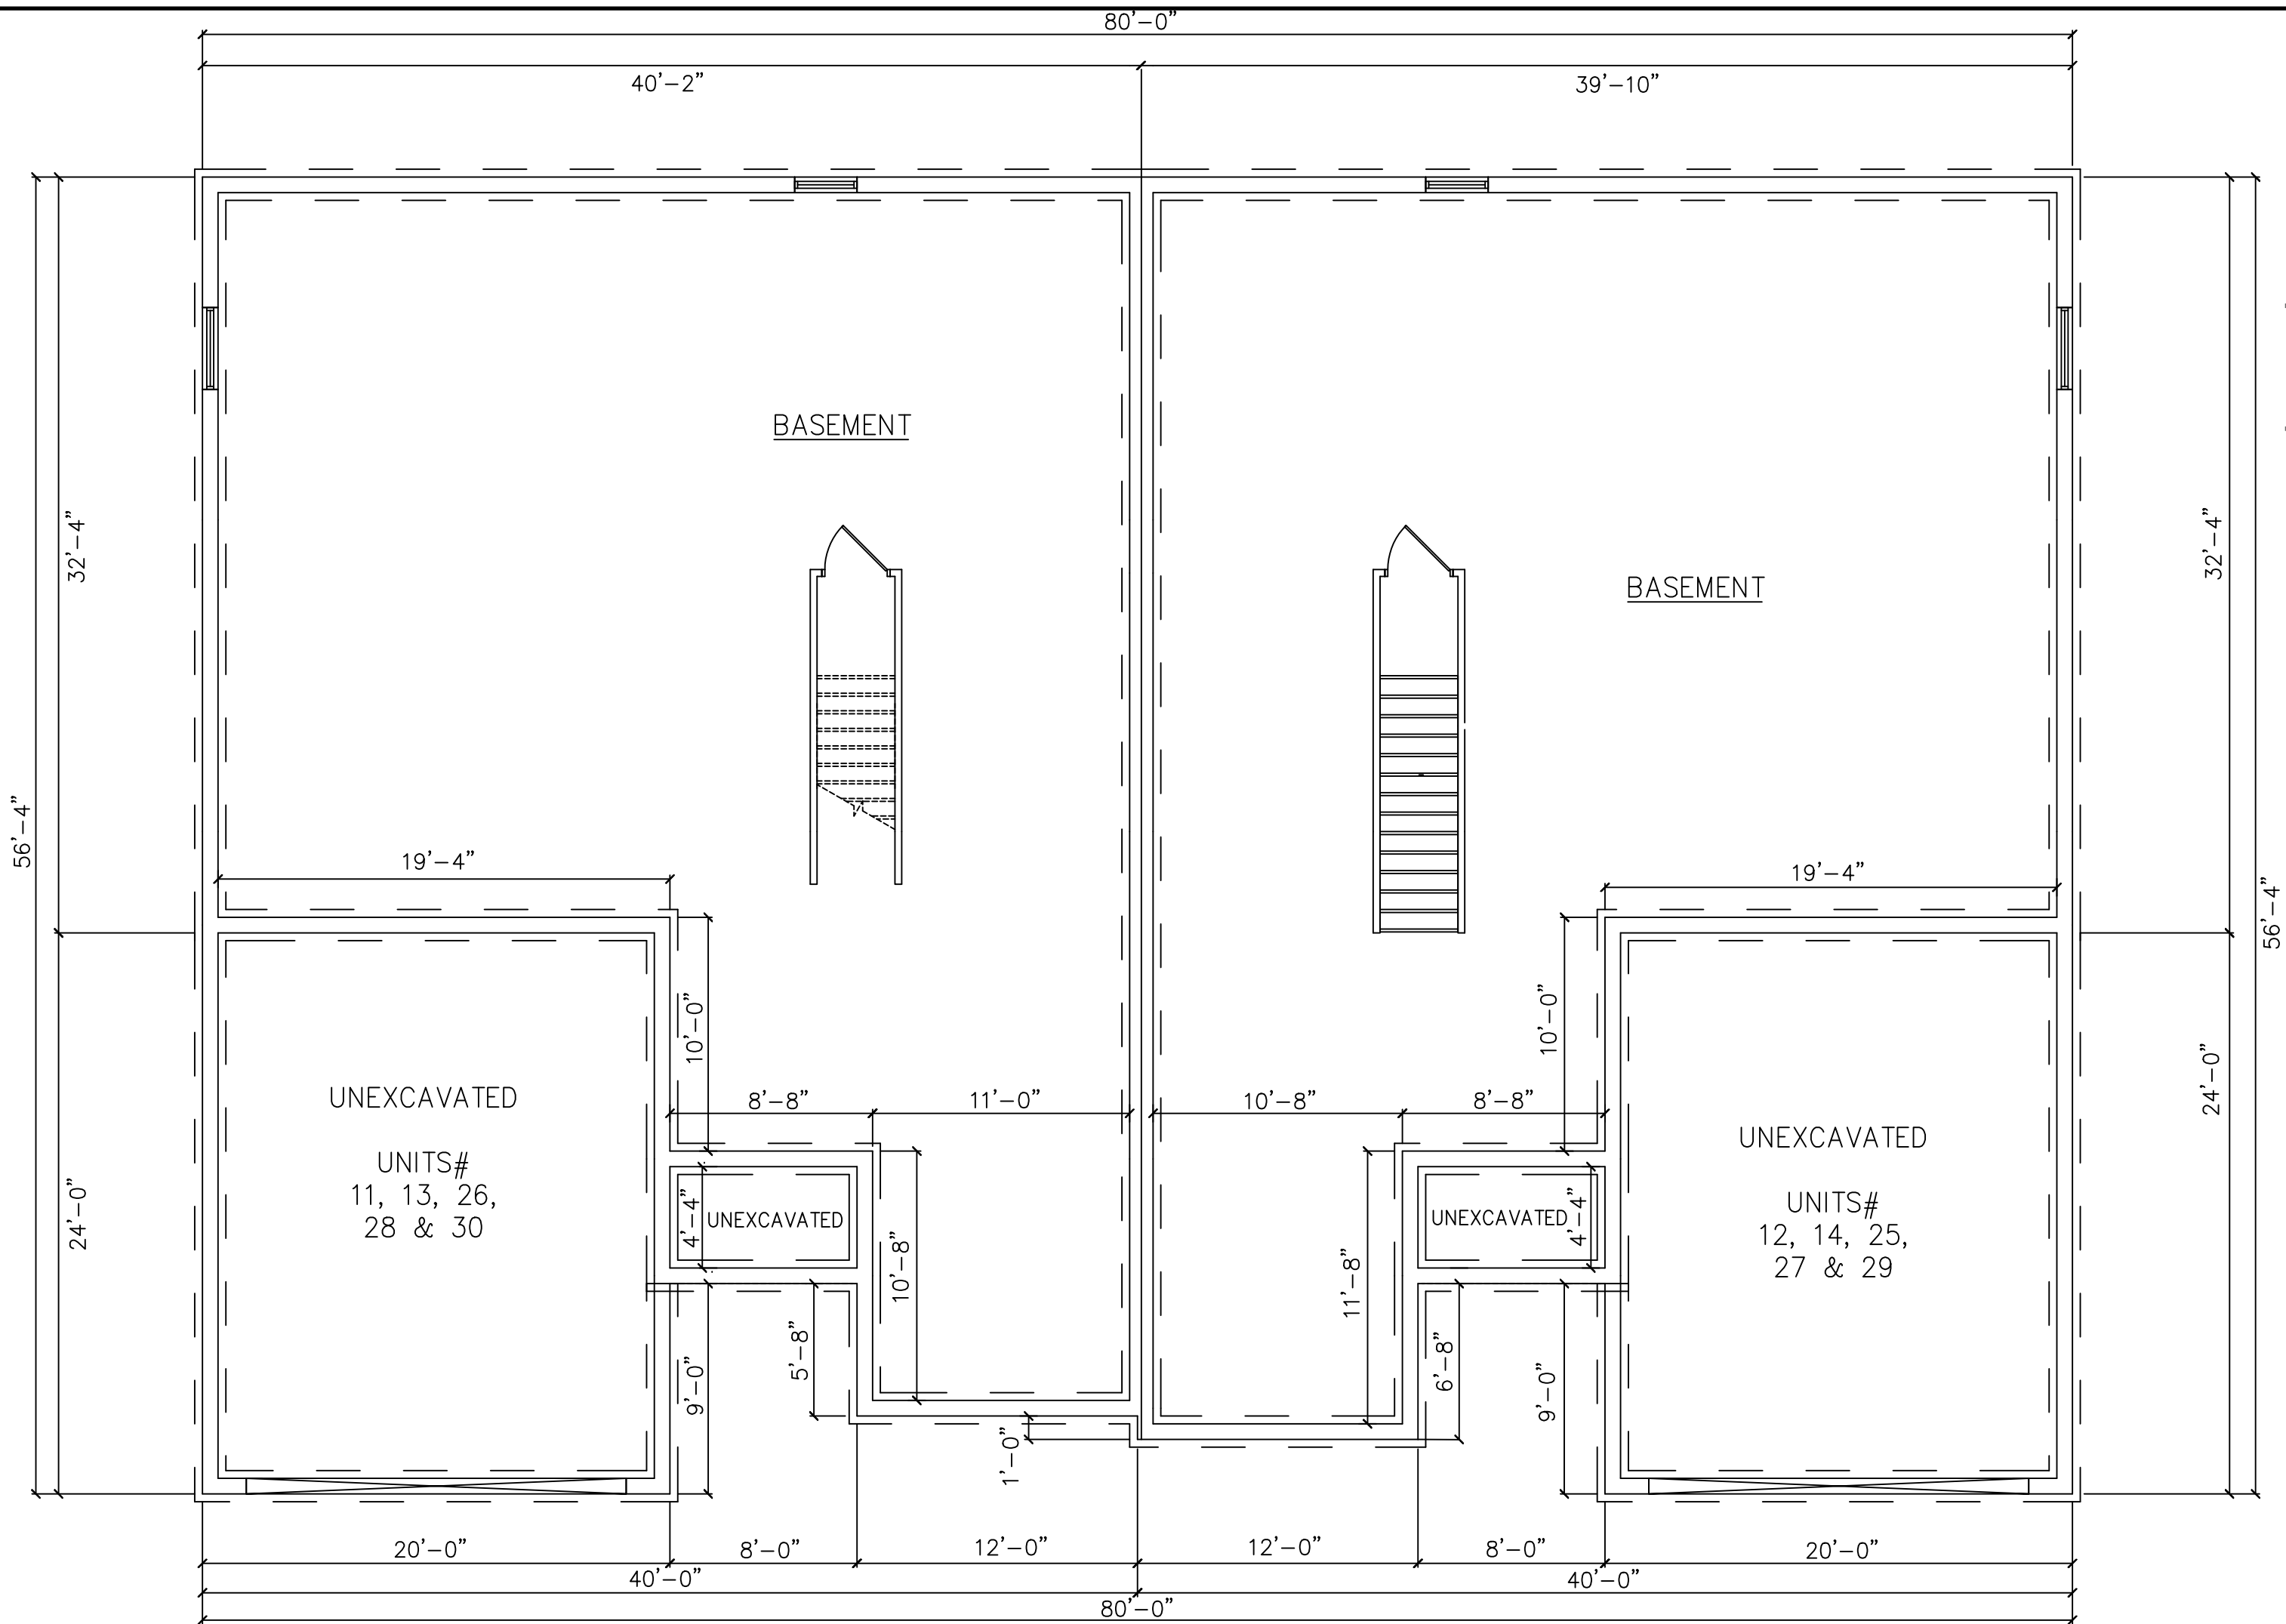 80'-0"
40'-2"
39'-10"
BASEMENT
32'-4"
32'-4"
BASEMENT
56'-4"
19'-4"
19'-4"
56'-4"
10'-0"
10'-0"
24'-0"
8'-8"
11'-0"
10'-8"
8'-8"
UNEXCAVATED
UNITS#
11, 13, 26,
28 & 30
UNEXCAVATED
UNITS#
12, 14, 25,
27 & 29
24'-0"
4'-4"
UNEXCAVATED
UNEXCAVATED
4'-4"
10'-8"
11'-8"
5'-8"
6'-8"
9'-0"
9'-0"
1'-0"
20'-0"
8'-0"
12'-0"
12'-0"
8'-0"
20'-0"
40'-0"
40'-0"
80'-0"